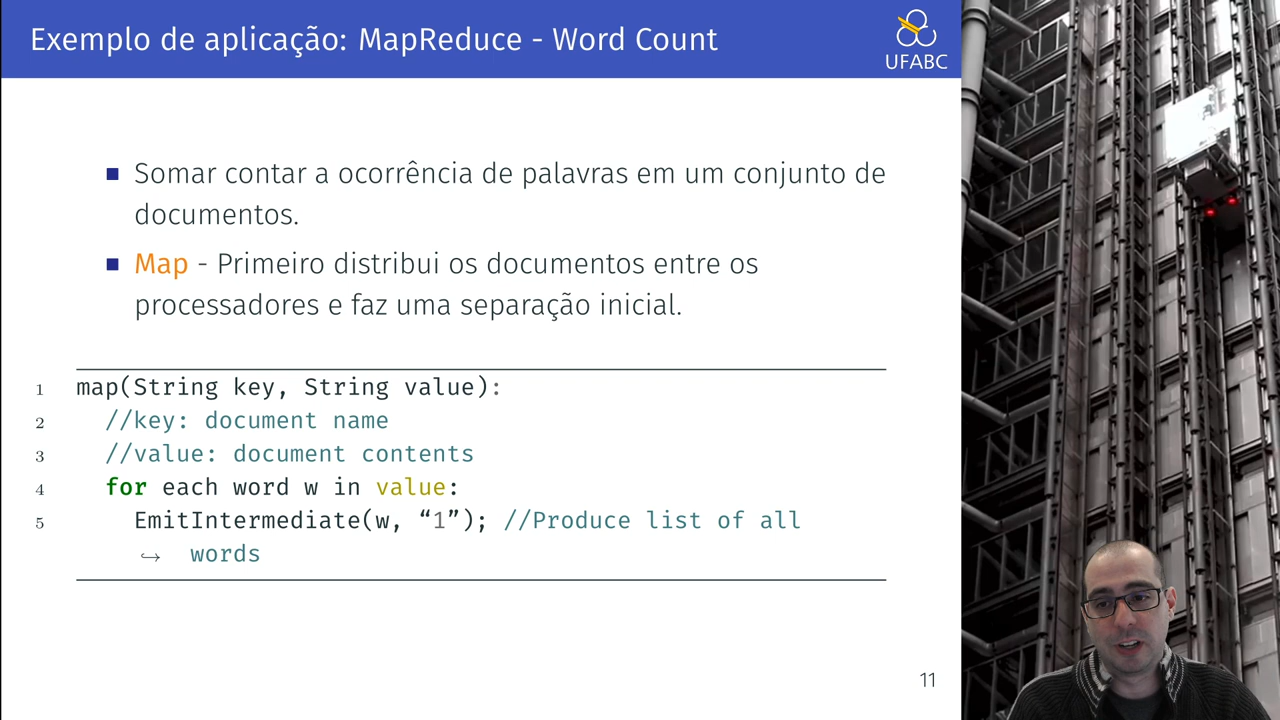 Exemplo de aplicação: MapReduce - Word Count
UFABC
■ Somar contar a ocorrência de palavras em um conjunto de
documentos.
■ Map - Primeiro distribui os documentos entre os
processadores e faz uma separação inicial.
1 map(String key, String value):
2 //key: document name
3 //value: document contents
4 for each word w in value:
5 EmitIntermediate(w, “1”); //Produce list of all
↪ words
11